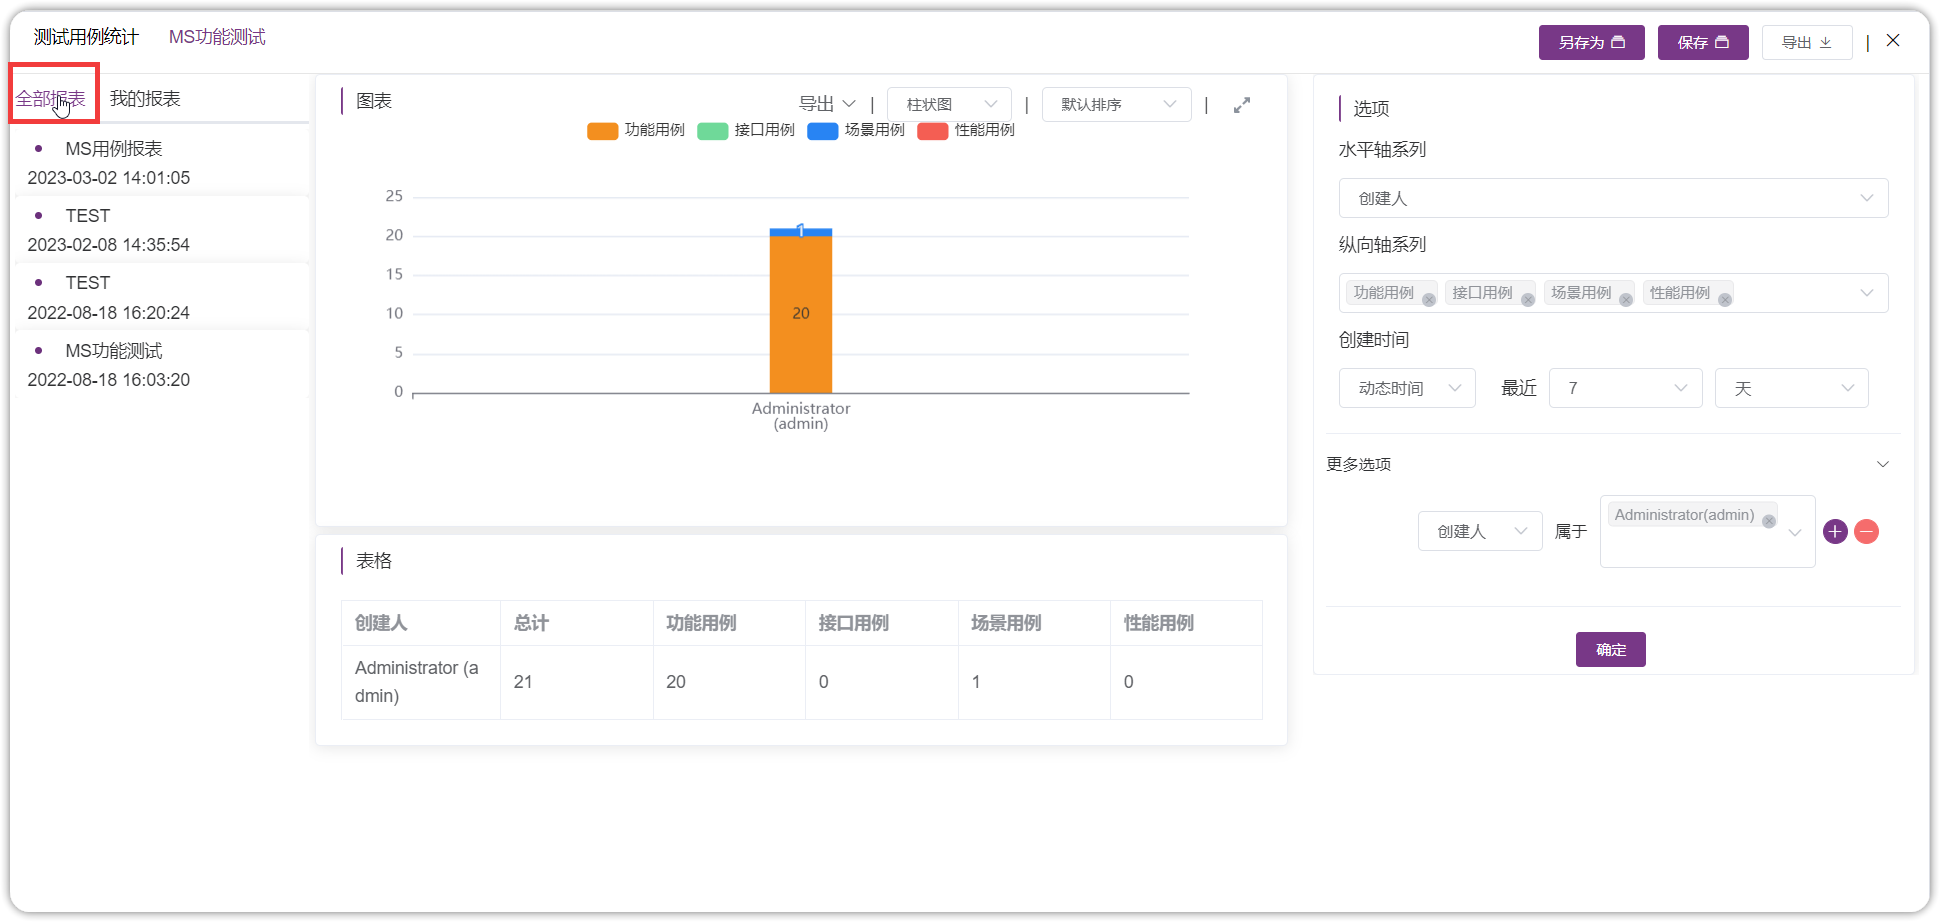 测试用例统计 MS功能测试 另存为 保存 导出
全部报表 我的报表
MS用例报表
2023-03-02 14:01:05
TEST
2023-02-08 14:35:54
TEST
2022-08-18 16:20:24
MS功能测试
2022-08-18 16:03:20
图表 导出 | 柱状图 | 默认排序 |
功能用例 接口用例 场景用例 性能用例
25
20
15
10
5
0
1
20
Administrator
(admin)
表格
创建人 总计 功能用例 接口用例 场景用例 性能用例
Administrator (a
dmin) 21 20 0 1 0
选项
水平轴系列
创建人
纵向轴系列
功能用例 接口用例 场景用例 性能用例
创建时间
动态时间 最近 7 天
更多选项
创建人 属于 Administrator(admin)
确定